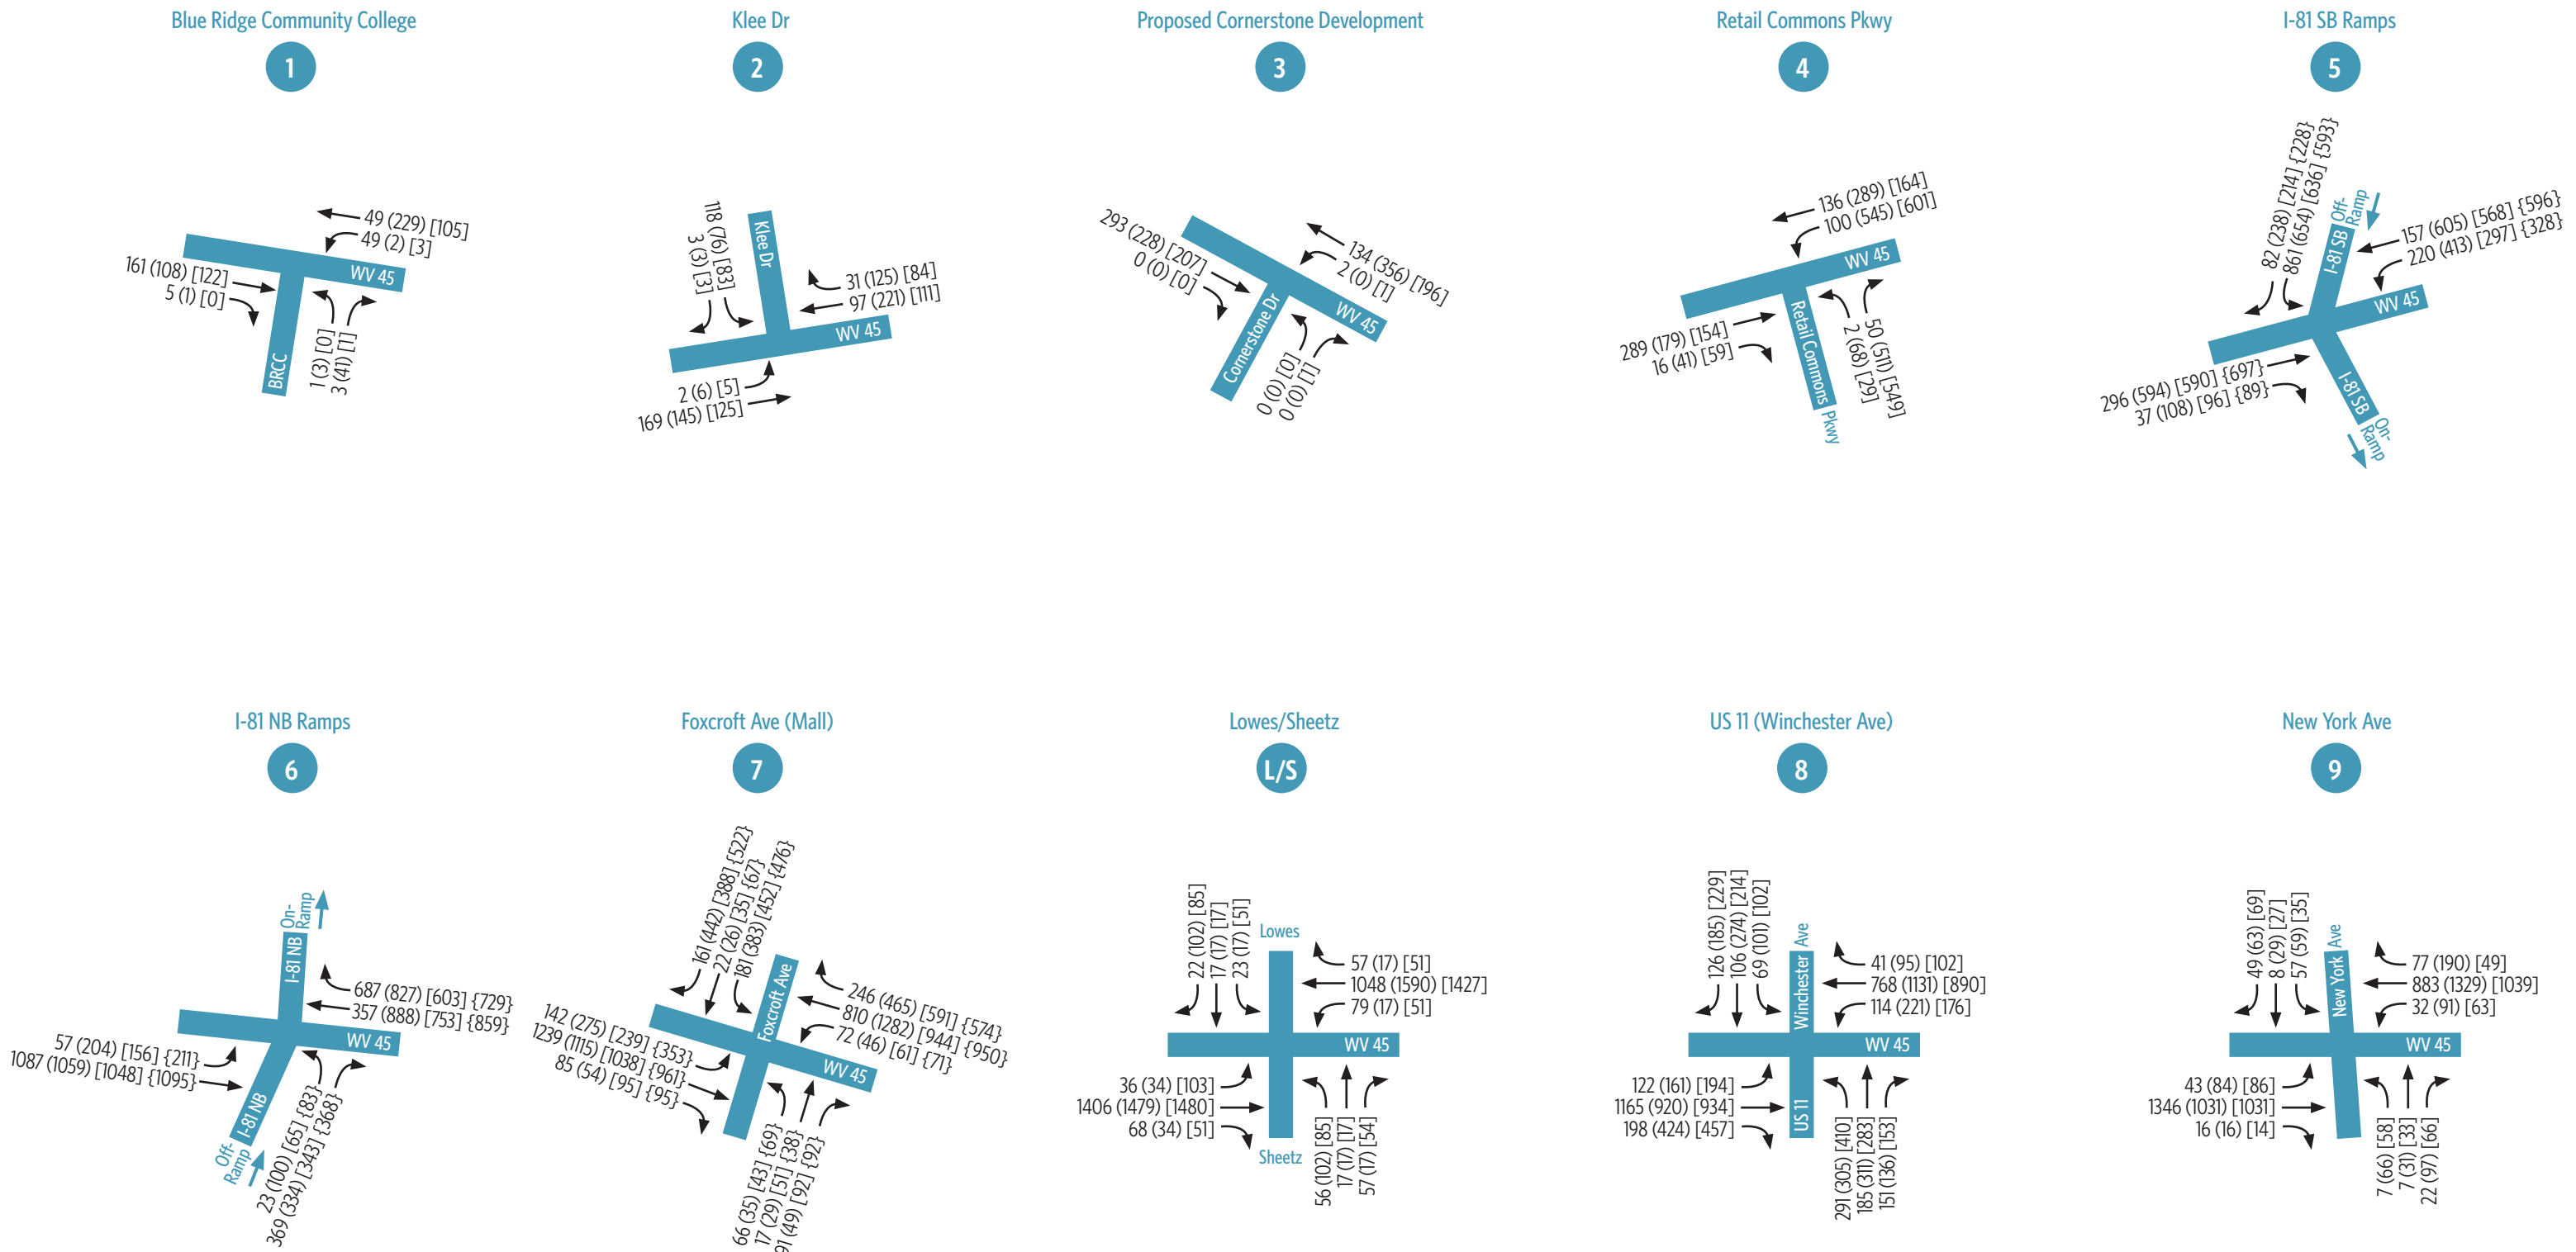 Blue Ridge Community College
1
49 (229) [105]
49 (2) [3]
161 (108) [122]
5 (1) [0]
WV 45
BRCC
1 (3) [0]
3 (41) [1]
Klee Dr
2
118 (76) [83]
3 (3) [3]
Klee Dr
31 (125) [84]
97 (221) [111]
WV 45
2 (6) [5]
169 (145) [125]
Proposed Cornerstone Development
3
293 (228) [207]
0 (0) [0]
134 (356) [196]
2 (0) [1]
WV 45
Cornerstone Dr
0 (0) [0]
0 (0) [1]
Retail Commons Pkwy
4
136 (289) [164]
100 (545) [601]
WV 45
289 (179) [154]
16 (41) [59]
Retail Commons Pkwy
2 (68) [29]
50 (511) [549]
I-81 SB Ramps
5
82 (238) [214] {228}
861 (654) [636] {593}
I-81 SB
Off-
Ramp
157 (605) [568] {596}
220 (413) [297] {328}
WV 45
296 (594) [590] {697}
37 (108) [96] {89}
I-81 SB
On-
Ramp
I-81 NB Ramps
6
On-
Ramp
I-81 NB
687 (827) [603] {729}
357 (888) [753] {859}
WV 45
57 (204) [156] {211}
1087 (1059) [1048] {1095}
I-81 NB
Off-
Ramp
23 (100) [65] {83}
369 (334) [343] {368}
Foxcroft Ave (Mall)
7
161 (442) [388] {522}
22 (26) [35] {67}
181 (383) [452] {476}
Foxcroft Ave
246 (465) [591] {574}
810 (1282) [944] {950}
72 (46) [61] {71}
WV 45
142 (275) [239] {353}
1239 (1115) [1038] {961}
85 (54) [95] {95}
66 (35) [43] {69}
17 (29) [51] {38}
91 (49) [92] {92}
Lowes/Sheetz
L/S
22 (102) [85]
17 (17) [17]
23 (17) [51]
Lowes
57 (17) [51]
1048 (1590) [1427]
79 (17) [51]
WV 45
36 (34) [103]
1406 (1479) [1480]
68 (34) [51]
Sheetz
56 (102) [85]
17 (17) [17]
57 (17) [54]
US 11 (Winchester Ave)
8
126 (185) [229]
106 (274) [214]
69 (101) [102]
Winchester Ave
41 (95) [102]
768 (1131) [890]
114 (221) [176]
WV 45
122 (161) [194]
1165 (920) [934]
198 (424) [457]
US 11
291 (305) [410]
185 (311) [283]
151 (136) [153]
New York Ave
9
49 (63) [69]
8 (29) [27]
57 (59) [35]
New York Ave
77 (190) [49]
883 (1329) [1039]
32 (91) [63]
WV 45
43 (84) [86]
1346 (1031) [1031]
16 (16) [14]
7 (66) [58]
7 (31) [33]
22 (97) [66]